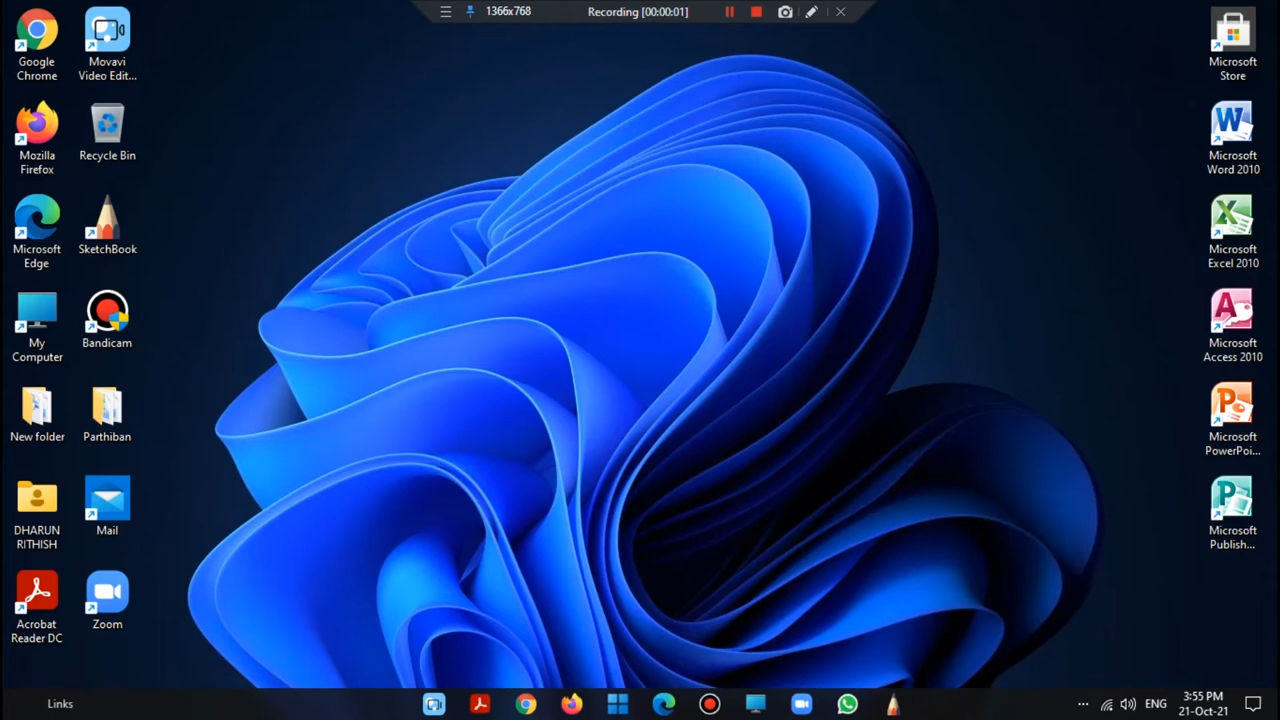 1366x768
Recording [00:00:01]
Google
Chrome
Movavi
Video Edit...
Mozilla
Firefox
Recycle Bin
Microsoft
Edge
SketchBook
My
Computer
Bandicam
New folder
Parthiban
DHARUN
RITHISH
Mail
Acrobat
Reader DC
Zoom
Microsoft
Store
Microsoft
Word 2010
Microsoft
Excel 2010
Microsoft
Access 2010
Microsoft
PowerPoi...
Microsoft
Publish...
Links
ENG
3:55 PM
21-Oct-21